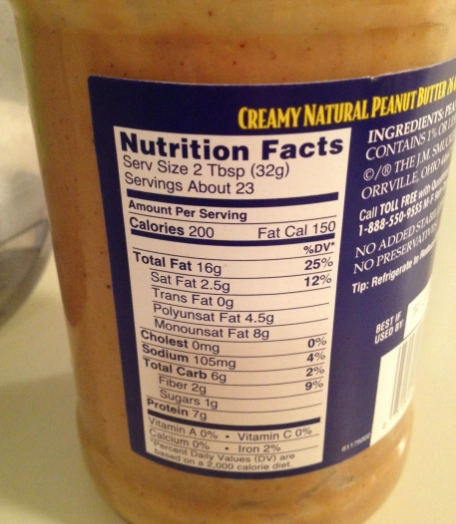 CREAMY NATURAL PEANUT BUTTER
Nutrition Facts
Serv Size 2 Tbsp (32g)
Servings About 23
Amount Per Serving
Calories 200 Fat Cal 150
%DV*
Total Fat 16g 25%
Sat Fat 2.5g 12%
Trans Fat 0g
Polyunsat Fat 4.5g
Monounsat Fat 8g
Cholest 0mg 0%
Sodium 105mg 4%
Total Carb 6g 2%
Fiber 2g 9%
Sugars 1g
Protein 7g
Vitamin A 0% • Vitamin C 0%
Calcium 0% • Iron 2%
*Percent Daily Values (DV) are
based on a 2,000 calorie diet.
INGREDIENTS:
CONTAINS 1% OR
©/® THE J.M.
ORRVILLE, OHIO
Call TOLL FREE with
1-888-550-9555
NO ADDED
NO PRESERVATIVES
Tip: Refrigerate to
BEST IF
USED BY: